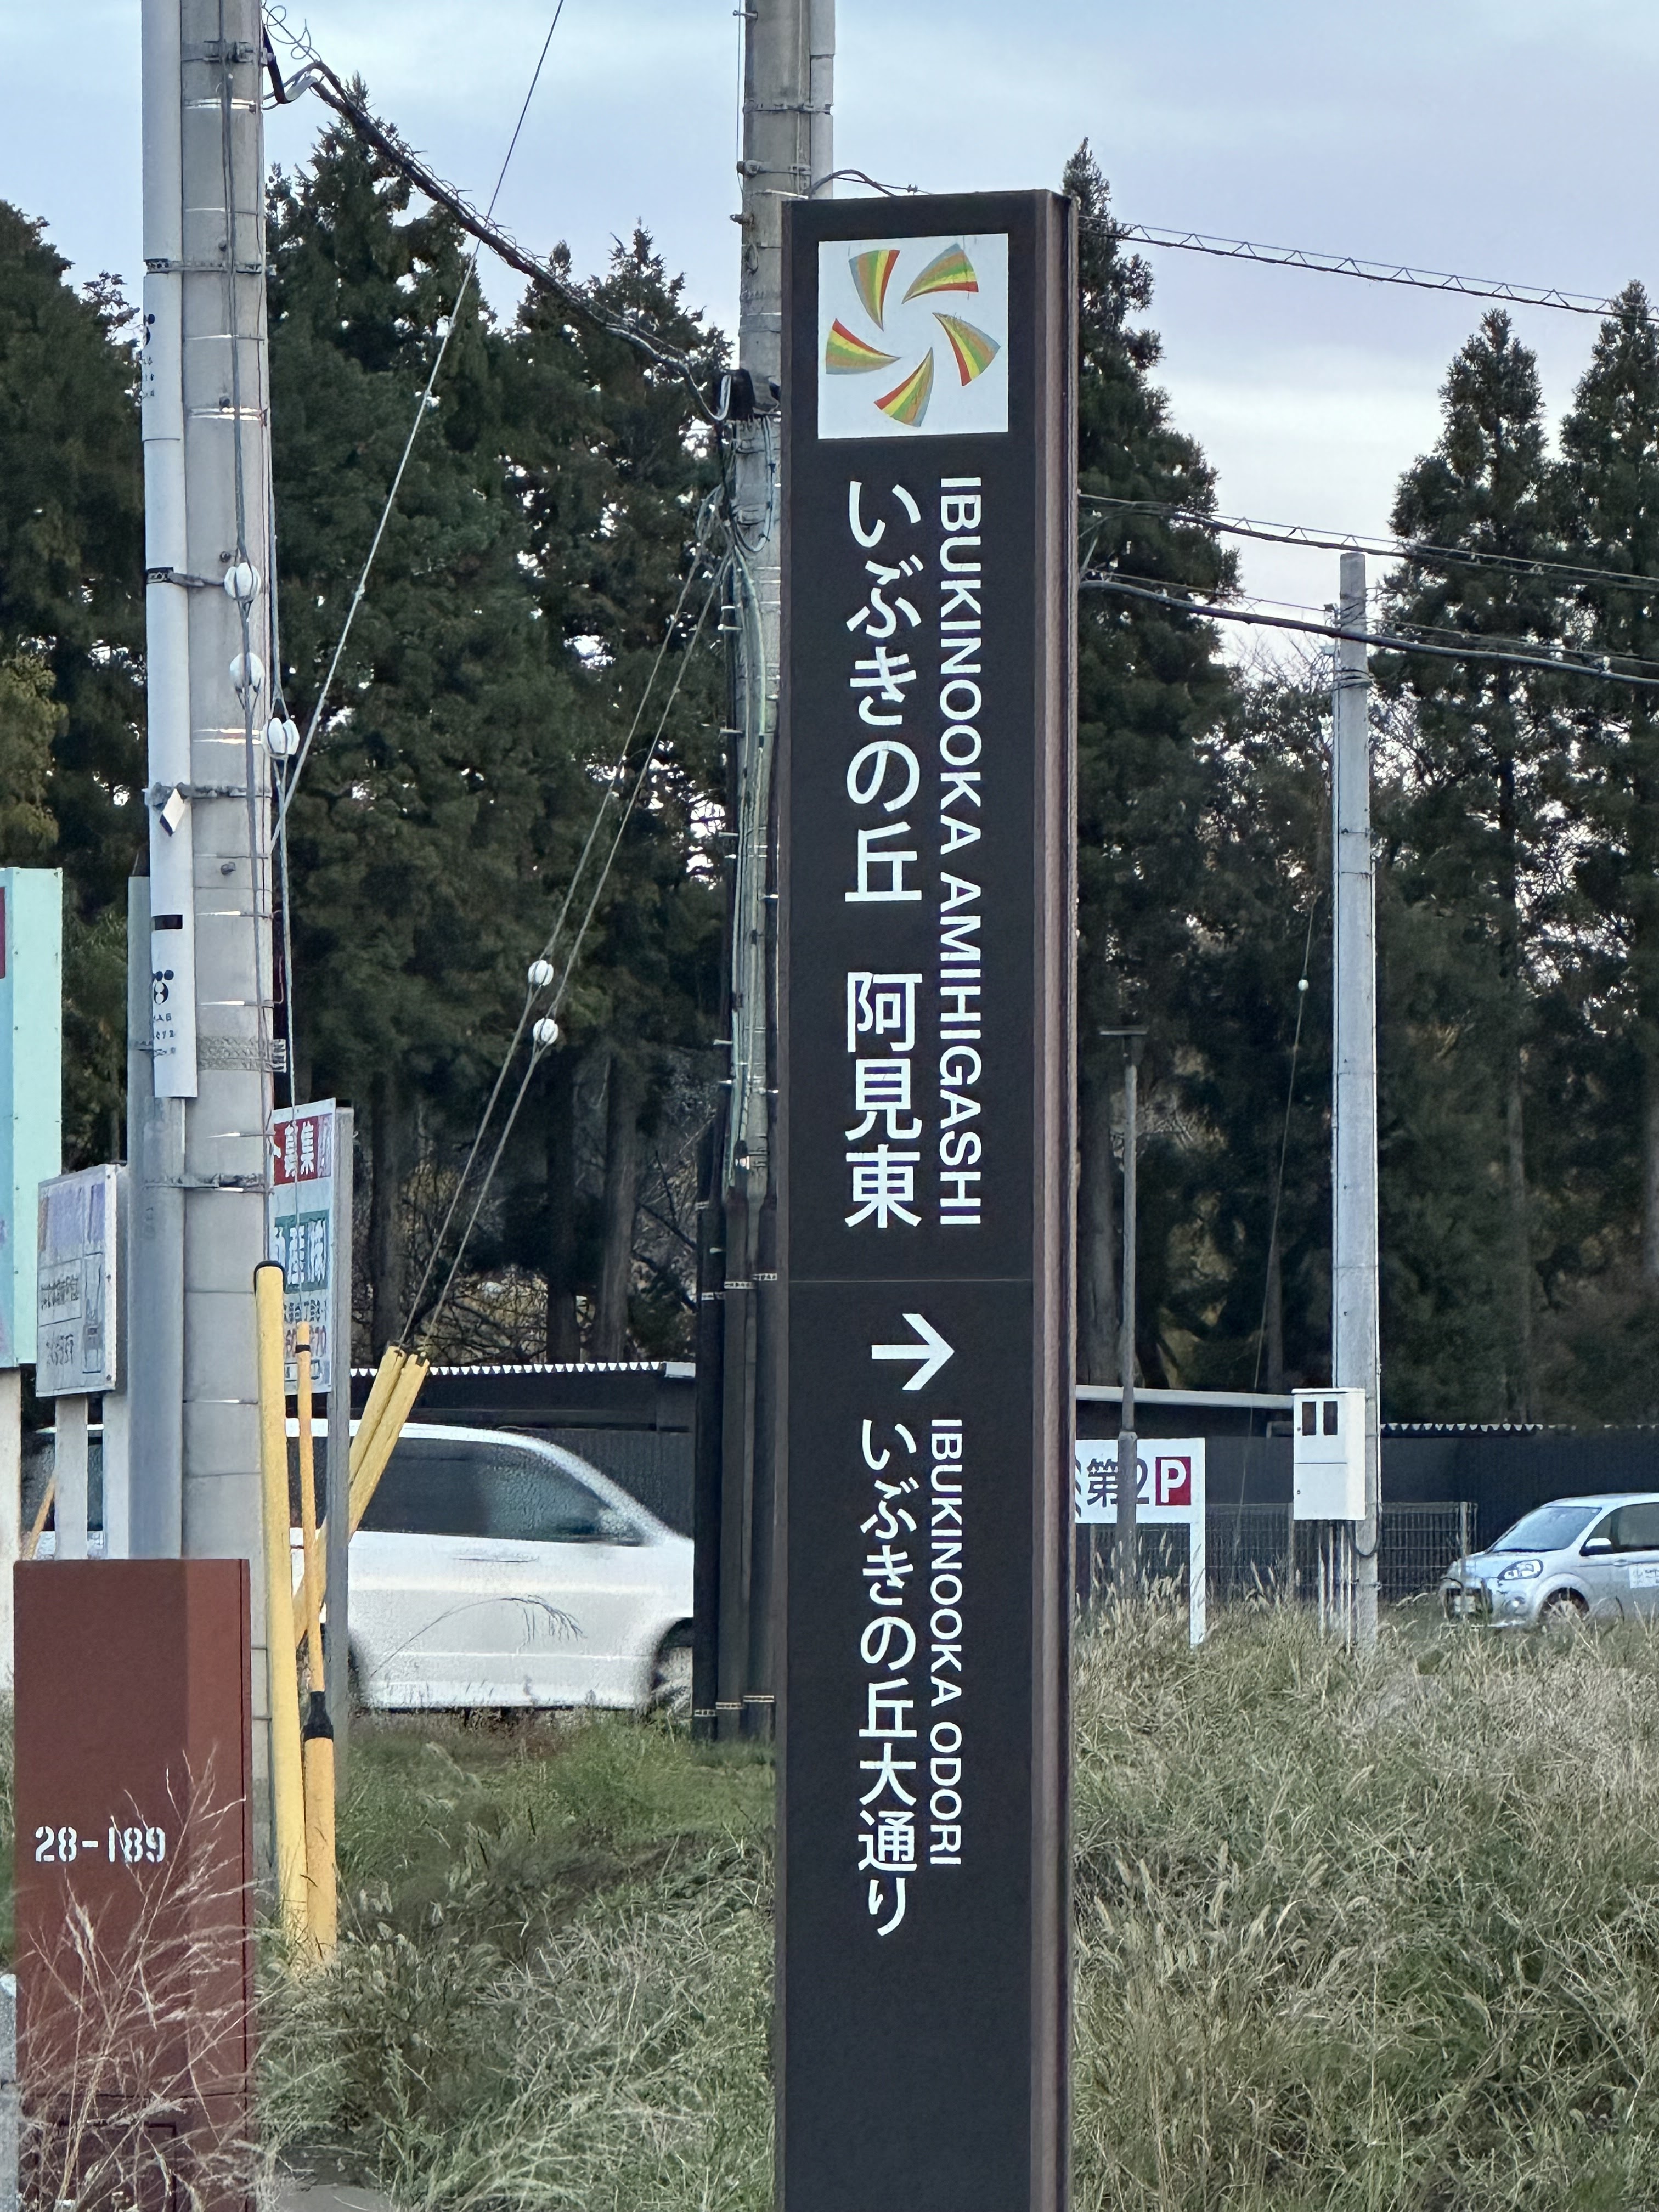 いぶきの丘 阿見東
IBUKINOOKA AMIHIGASHI
→
いぶきの丘大通り
IBUKINOOKA ODORI
募集
第2P
28-189